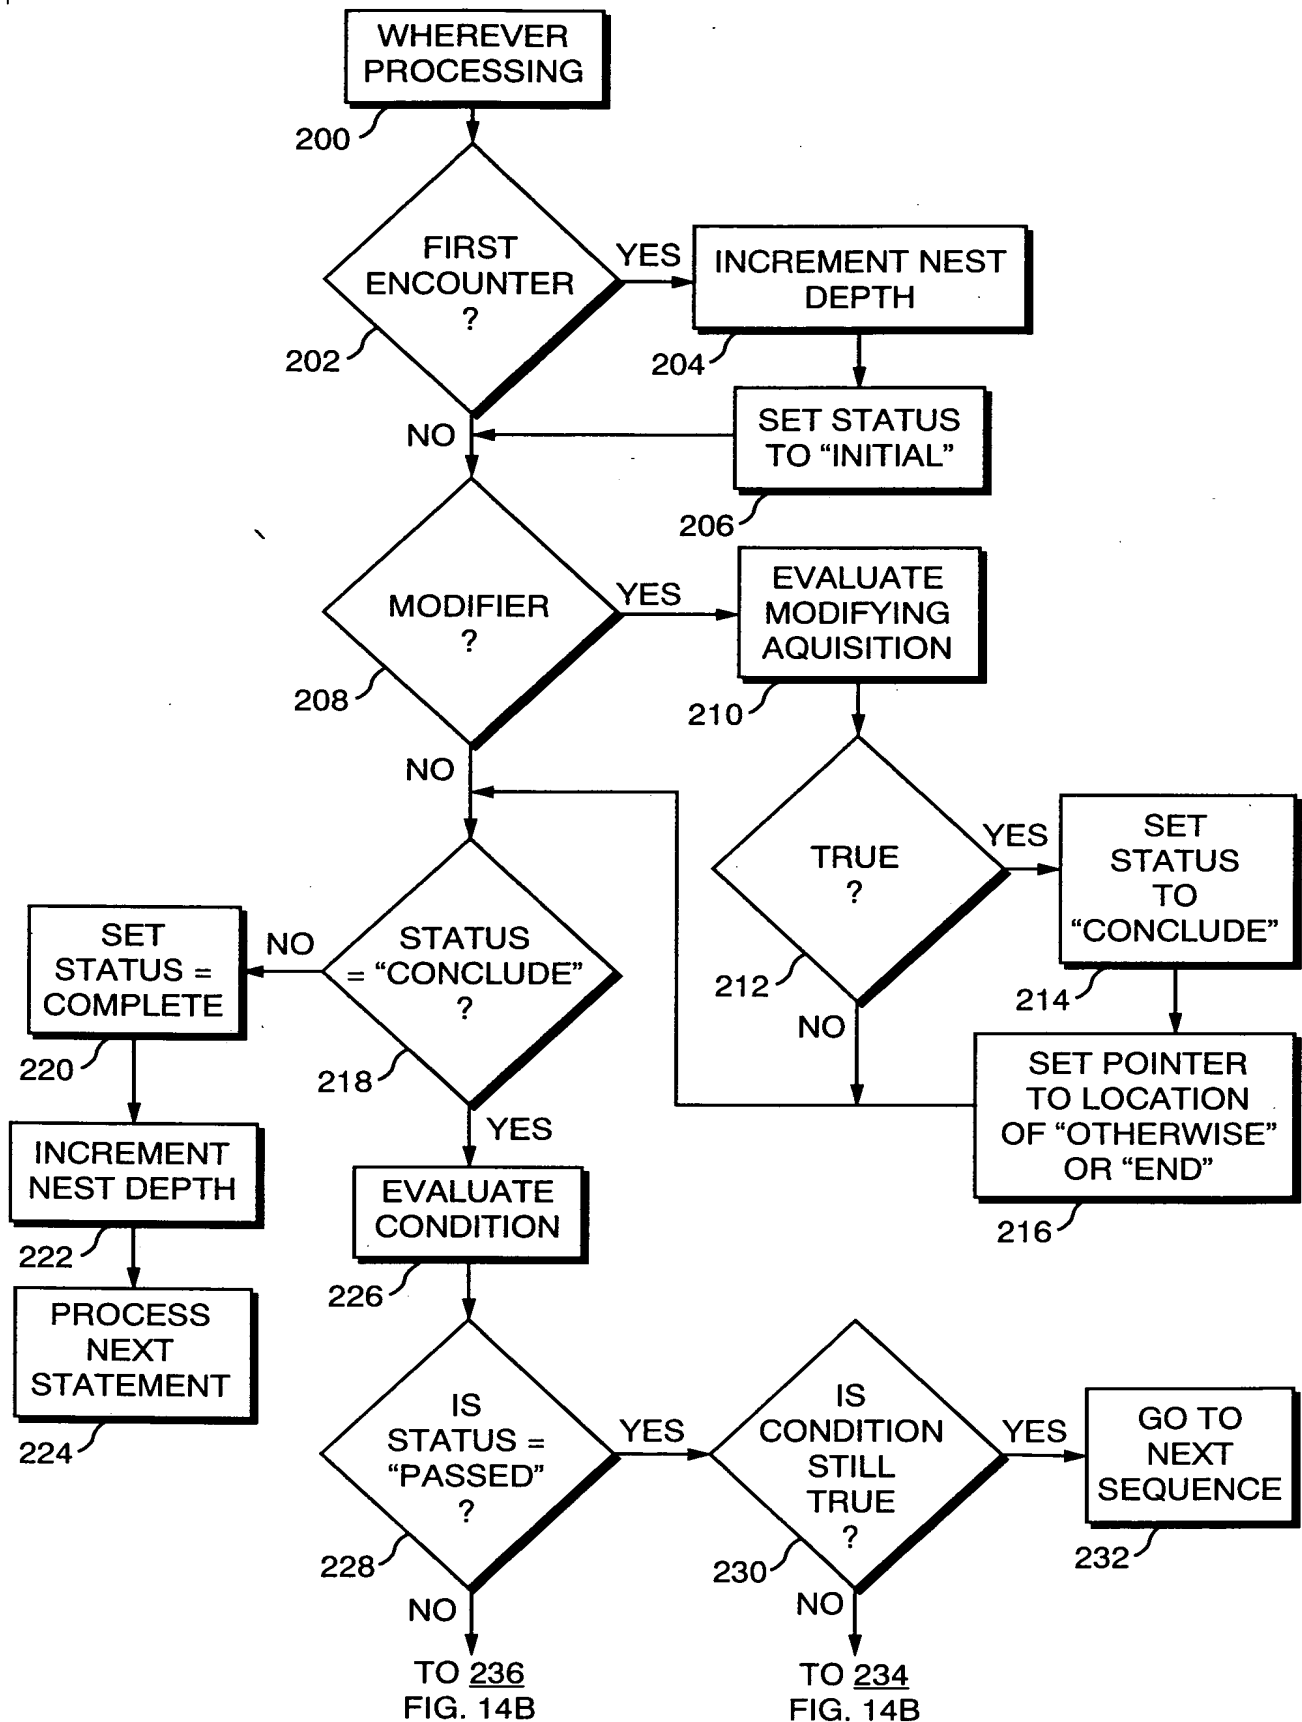 WHEREVER
PROCESSING
200
FIRST
ENCOUNTER
?
202
YES
INCREMENT NEST
DEPTH
204
SET STATUS
TO “INITIAL”
206
NO
MODIFIER
?
208
YES
EVALUATE
MODIFYING
AQUISITION
210
NO
TRUE
?
212
YES
SET
STATUS
TO
“CONCLUDE”
214
NO
SET POINTER
TO LOCATION
OF “OTHERWISE”
OR “END”
216
STATUS
= “CONCLUDE”
?
218
NO
SET
STATUS =
COMPLETE
220
INCREMENT
NEST DEPTH
222
PROCESS
NEXT
STATEMENT
224
YES
EVALUATE
CONDITION
226
IS
STATUS =
“PASSED”
?
228
YES
IS
CONDITION
STILL
TRUE
?
230
YES
GO TO
NEXT
SEQUENCE
232
NO
TO 236
FIG. 14B
NO
TO 234
FIG. 14B